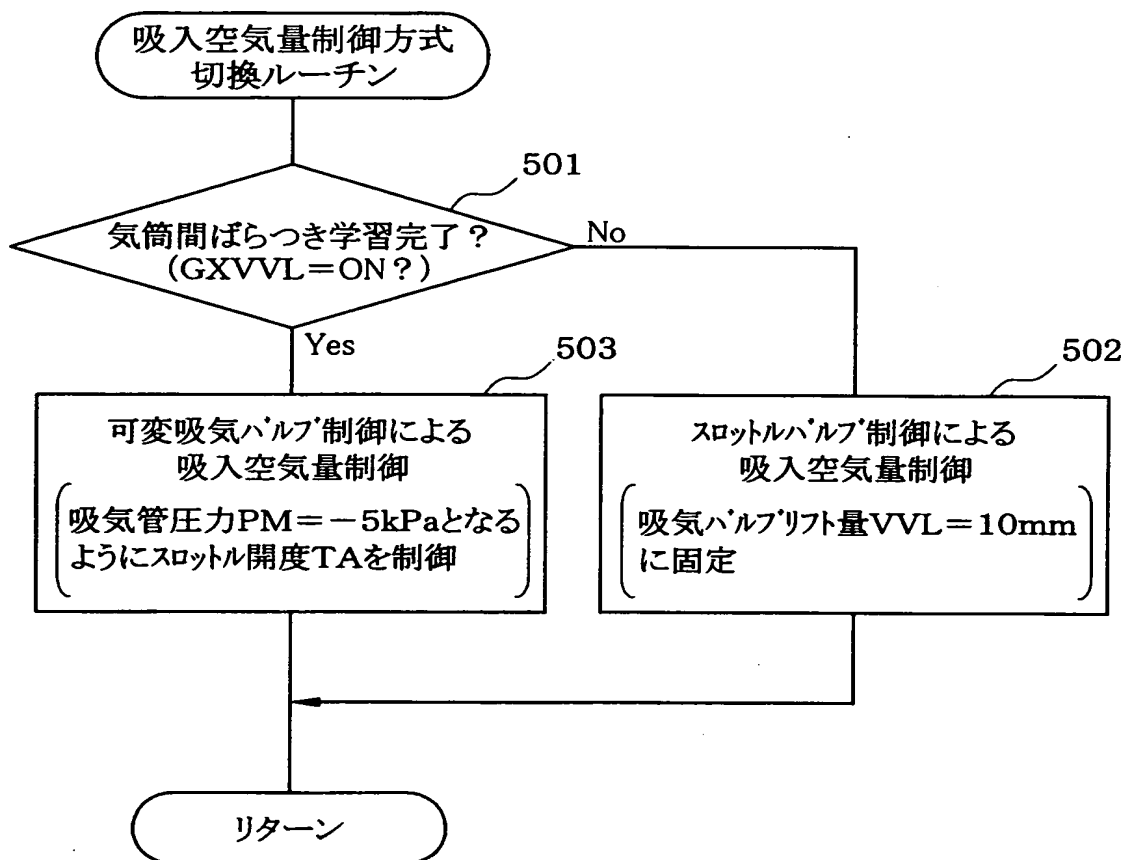 吸入空気量制御方式
切換ルーチン
501
気筒間ばらつき学習完了？
(GXVVL＝ON？)
No
Yes
503
可変吸気ﾊﾞﾙﾌﾞ制御による
吸入空気量制御
吸気管圧力PM＝－5kPaとなる
ようにｽﾛｯﾄﾙ開度TAを制御
502
ｽﾛｯﾄﾙﾊﾞﾙﾌﾞ制御による
吸入空気量制御
吸気ﾊﾞﾙﾌﾞﾘﾌﾄ量VVL＝10mm
に固定
リターン